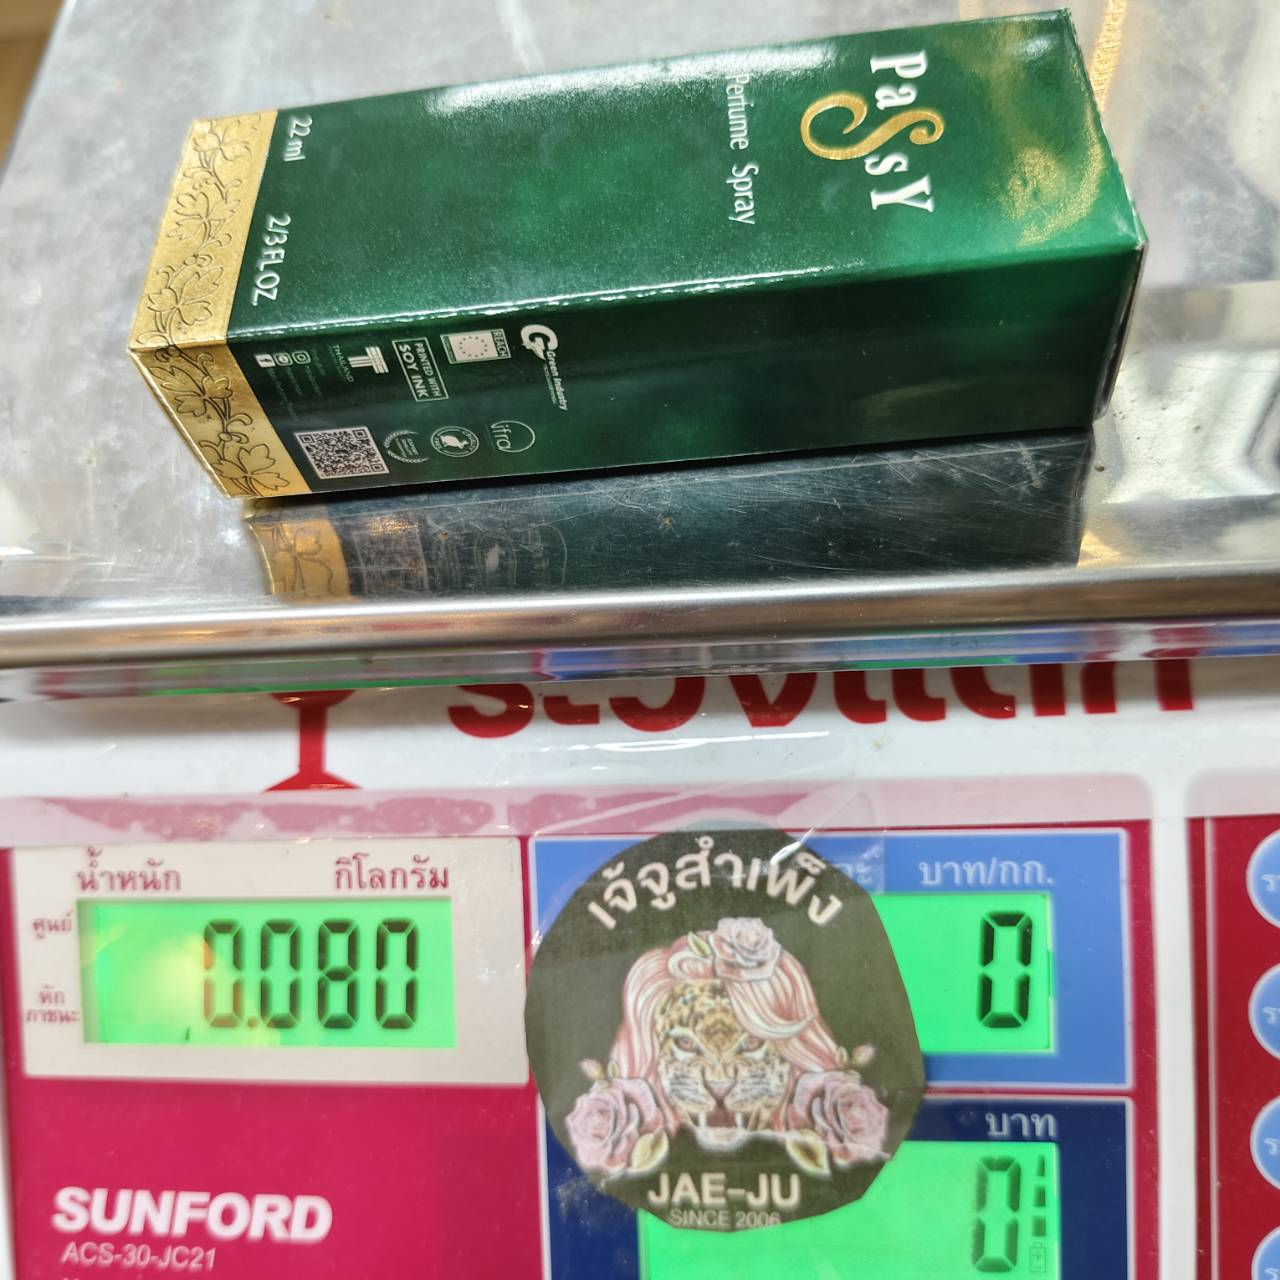 PaSsY
Perfume Spray
22 ml
2/3FL.OZ
Green Industry
REACH
PRINTED WITH
SOY INK
THAILAND
ifra
น้ำหนัก
กิโลกรัม
ศูนย์
หัก
ภาชนะ
0.080
บาท/กก.
0
เจ้จูสำเพ็ง
JAE-JU
SINCE 2006
บาท
0
SUNFORD
ACS-30-JC21